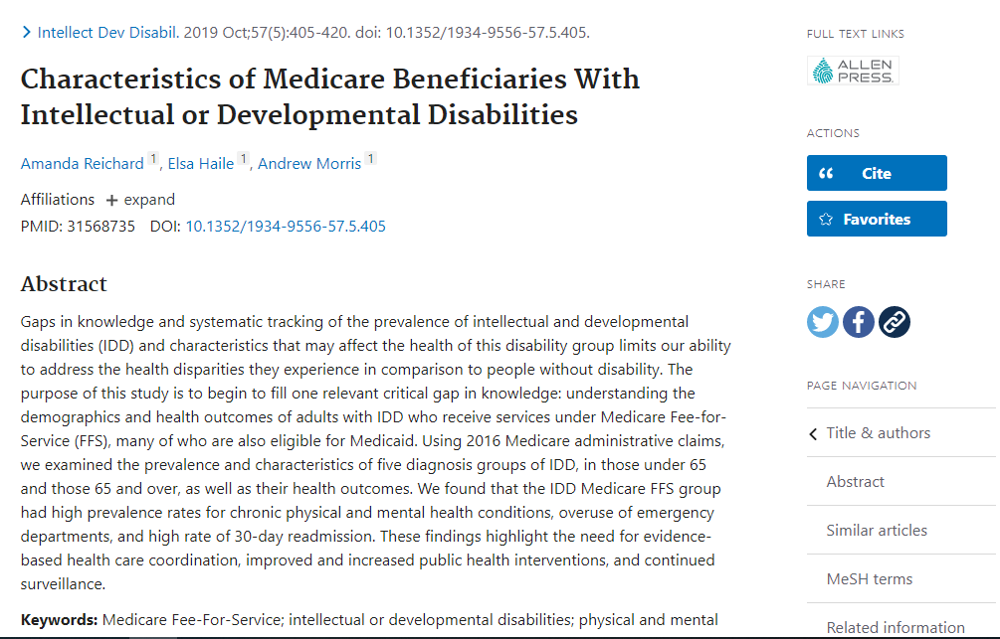 Intellect Dev Disabil. 2019 Oct;57(5):405-420. doi: 10.1352/1934-9556-57.5.405.
Characteristics of Medicare Beneficiaries With
Intellectual or Developmental Disabilities
Amanda Reichard 1, Elsa Haile 1, Andrew Morris 1
Affiliations + expand
PMID: 31568735 DOI: 10.1352/1934-9556-57.5.405
Abstract
Gaps in knowledge and systematic tracking of the prevalence of intellectual and developmental
disabilities (IDD) and characteristics that may affect the health of this disability group limits our ability
to address the health disparities they experience in comparison to people without disability. The
purpose of this study is to begin to fill one relevant critical gap in knowledge: understanding the
demographics and health outcomes of adults with IDD who receive services under Medicare Fee-for-
Service (FFS), many of who are also eligible for Medicaid. Using 2016 Medicare administrative claims,
we examined the prevalence and characteristics of five diagnosis groups of IDD, in those under 65
and those 65 and over, as well as their health outcomes. We found that the IDD Medicare FFS group
had high prevalence rates for chronic physical and mental health conditions, overuse of emergency
departments, and high rate of 30-day readmission. These findings highlight the need for evidence-
based health care coordination, improved and increased public health interventions, and continued
surveillance.
Keywords: Medicare Fee-For-Service; intellectual or developmental disabilities; physical and mental
FULL TEXT LINKS
ALLEN
PRESS
ACTIONS
Cite
Favorites
SHARE
PAGE NAVIGATION
Title & authors
Abstract
Similar articles
MeSH terms
Related information